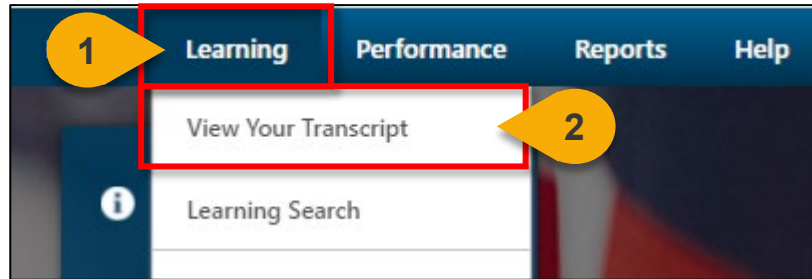 1 Learning Performance Reports Help
View Your Transcript 2
Learning Search